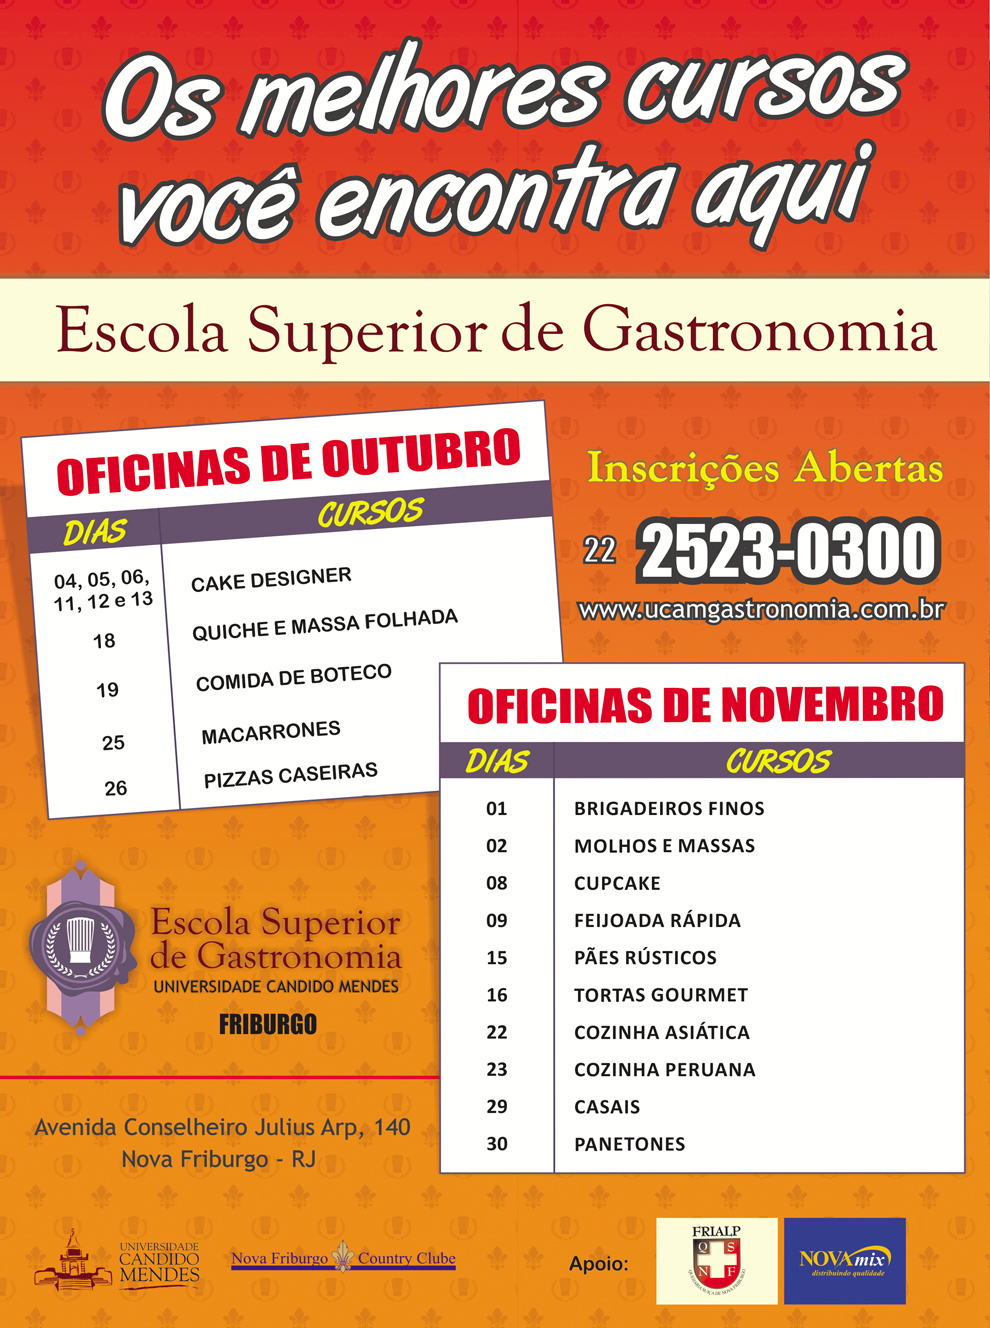 Os melhores cursos
você encontra aqui
Escola Superior de Gastronomia
OFICINAS DE OUTUBRO
DIAS CURSOS
04, 05, 06,
11, 12 e 13 CAKE DESIGNER
18 QUICHE E MASSA FOLHADA
19 COMIDA DE BOTECO
25 MACARRONES
26 PIZZAS CASEIRAS
Inscrições Abertas
22 2523-0300
www.ucamgastronomia.com.br
OFICINAS DE NOVEMBRO
DIAS CURSOS
01 BRIGADEIROS FINOS
02 MOLHOS E MASSAS
08 CUPCAKE
09 FEIJOADA RÁPIDA
15 PÃES RÚSTICOS
16 TORTAS GOURMET
22 COZINHA ASIÁTICA
23 COZINHA PERUANA
29 CASAIS
30 PANETONES
Escola Superior
de Gastronomia
UNIVERSIDADE CANDIDO MENDES
FRIBURGO
Avenida Conselheiro Julius Arp, 140
Nova Friburgo - RJ
UNIVERSIDADE
CANDIDO
MENDES
Nova Friburgo Country Clube
Apoio:
FRIALP
Q S
N F
NOVAmix
distribuindo qualidade